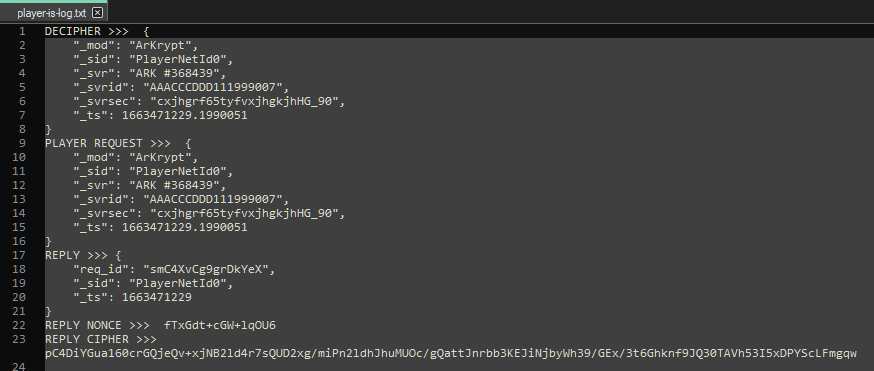 player-is-log.txt
1 DECIPHER >>>  {
2     "_mod": "ArKrypt",
3     "_sid": "PlayerNetId0",
4     "_svr": "ARK #368439",
5     "_svrid": "AAACCCDDD111999007",
6     "_svrsec": "cxjhgrf65tyfvxjhgkjhHG_90",
7     "_ts": 1663471229.1990051
8 }
9 PLAYER REQUEST >>>  {
10     "_mod": "ArKrypt",
11     "_sid": "PlayerNetId0",
12     "_svr": "ARK #368439",
13     "_svrid": "AAACCCDDD111999007",
14     "_svrsec": "cxjhgrf65tyfvxjhgkjhHG_90",
15     "_ts": 1663471229.1990051
16 }
17 REPLY >>> {
18     "req_id": "smC4XvCg9grDkYeX",
19     "_sid": "PlayerNetId0",
20     "_ts": 1663471229
21 }
22 REPLY NONCE >>>  fTxGdt+cGW+lqOU6
23 REPLY CIPHER >>>
pC4DiYGua160crGQjeQv+xjNB2ld4r7sQUD2xg/miPn2ldhJhuMUOc/gQattJnrbb3KEJiNjbyWh39/GEx/3t6Ghknf9JQ30TAVh53I5xDPYScLFmgqw
24